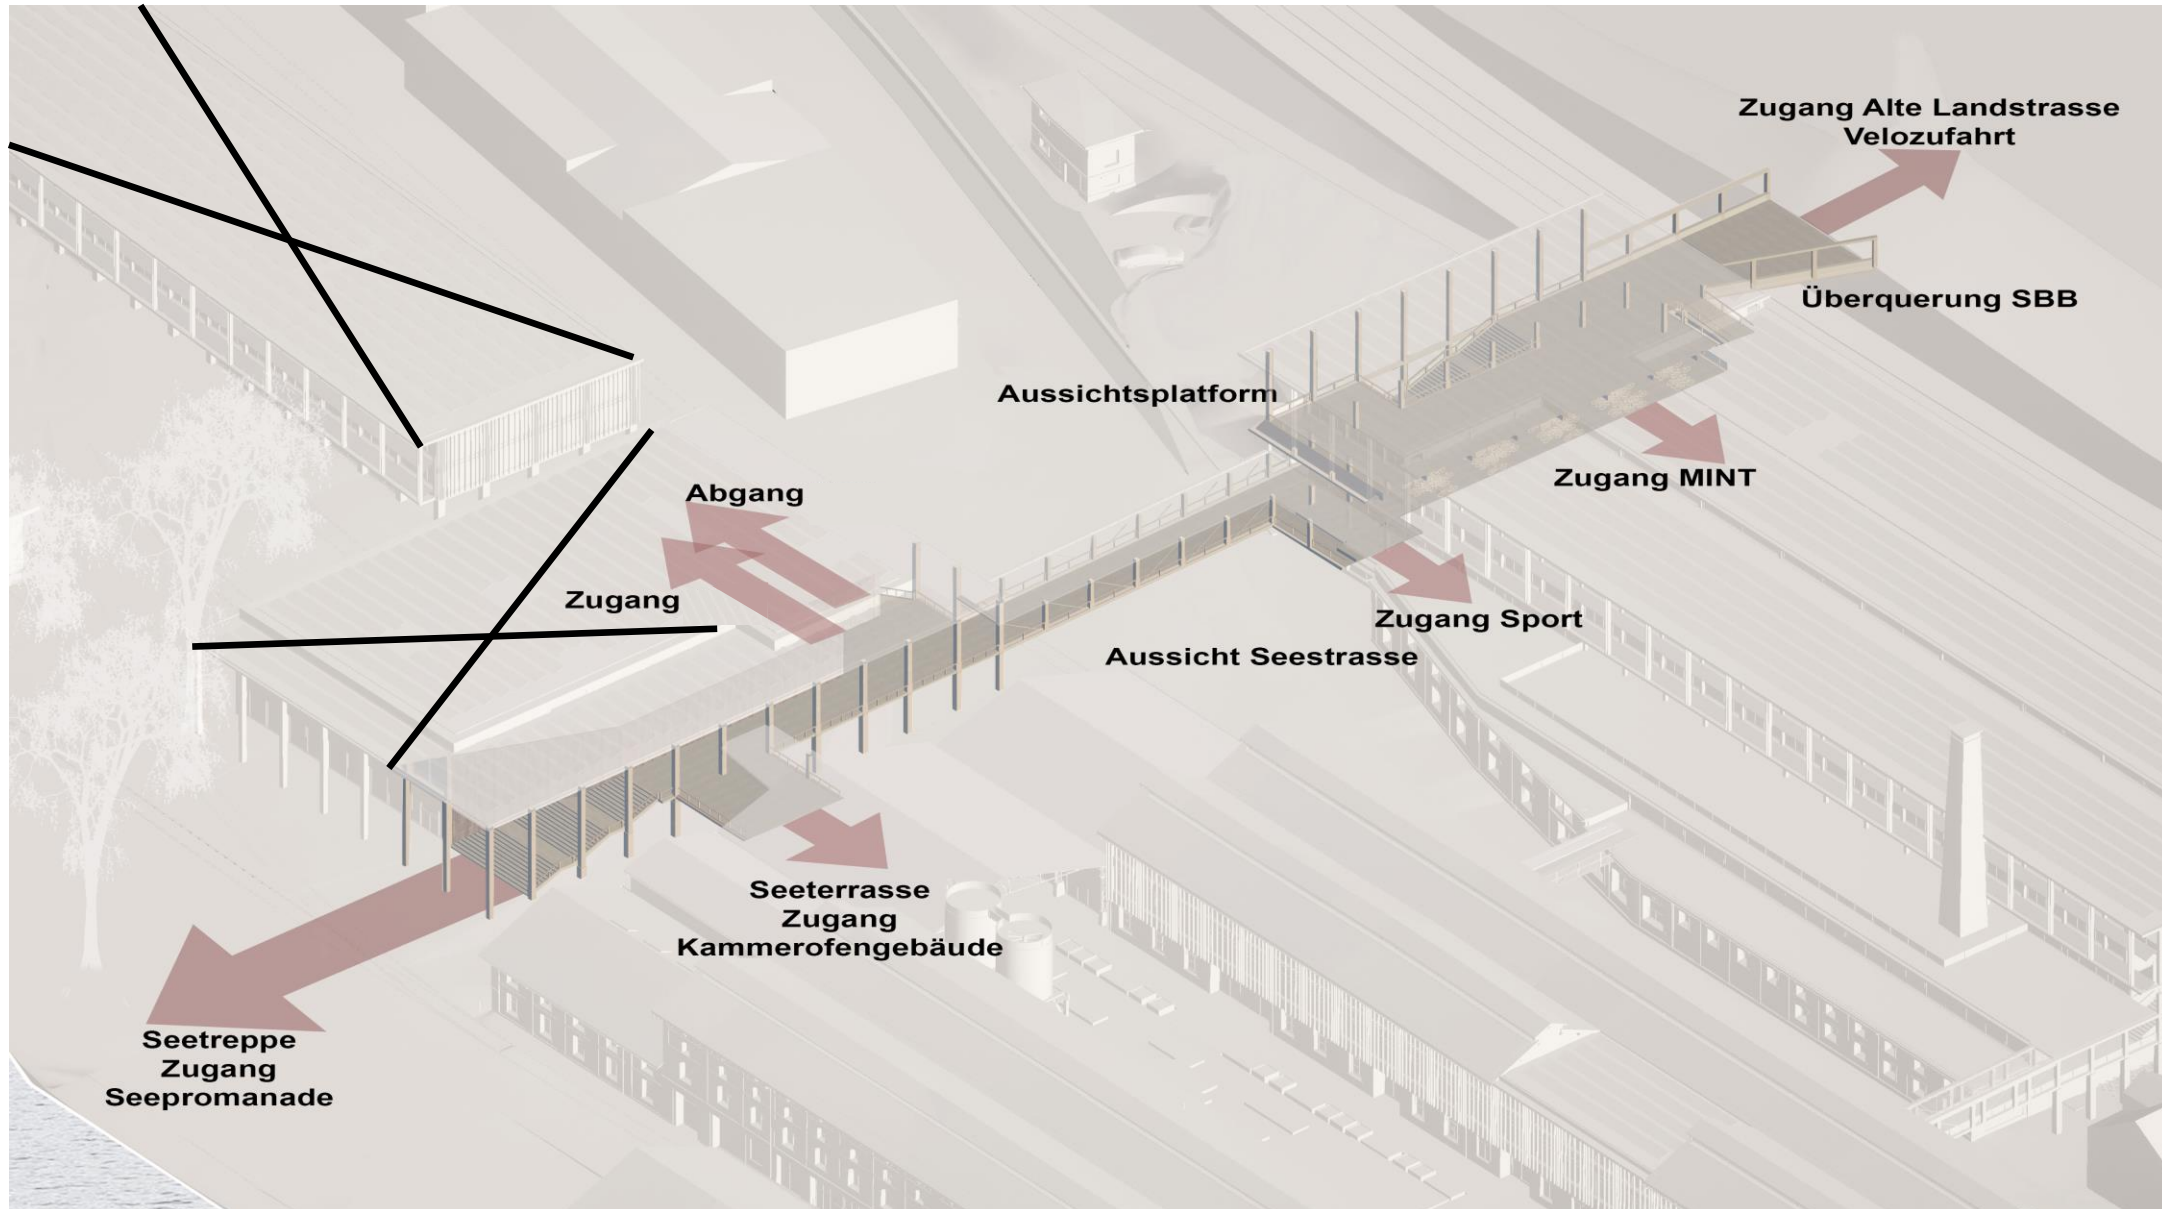 Zugang Alte Landstrasse
Velozufahrt
Überquerung SBB
Aussichtsplatform
Zugang MINT
Abgang
Zugang
Zugang Sport
Aussicht Seestrasse
Seeterrasse
Zugang
Kammerofengebäude
Seetreppe
Zugang
Seepromanade